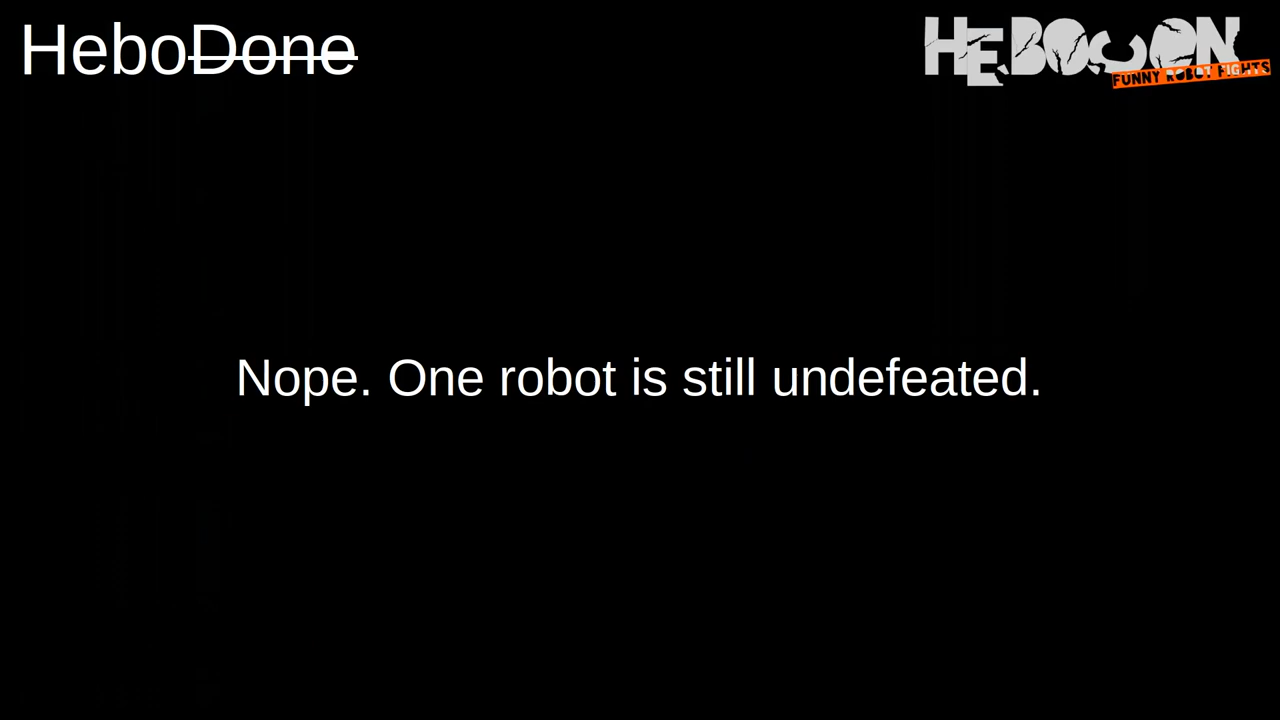 HeboDone
HEBOCON
FUNNY ROBOT FIGHTS
Nope. One robot is still undefeated.